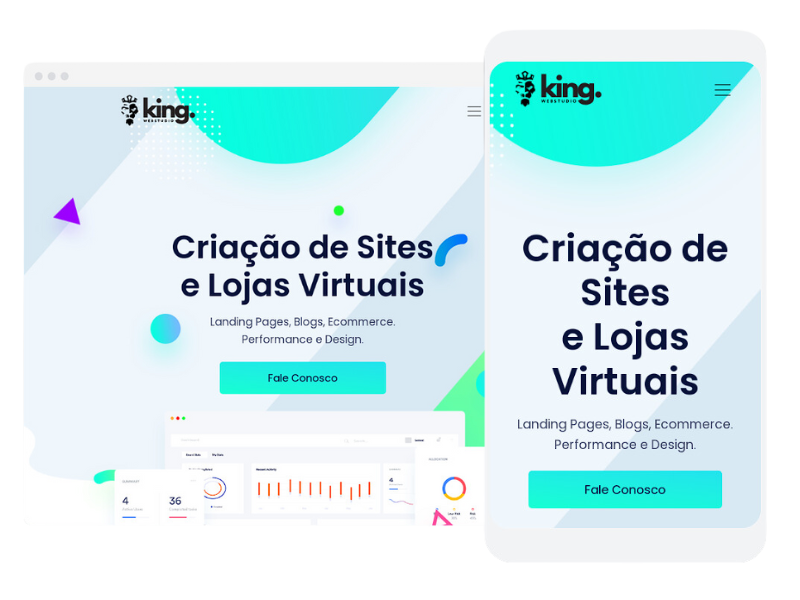 king.
WEBSTUDIO
Criação de Sites
e Lojas Virtuais
Landing Pages, Blogs, Ecommerce.
Performance e Design.
Fale Conosco
4
36
4
king.
WEBSTUDIO
Criação de
Sites
e Lojas
Virtuais
Landing Pages, Blogs, Ecommerce.
Performance e Design.
Fale Conosco